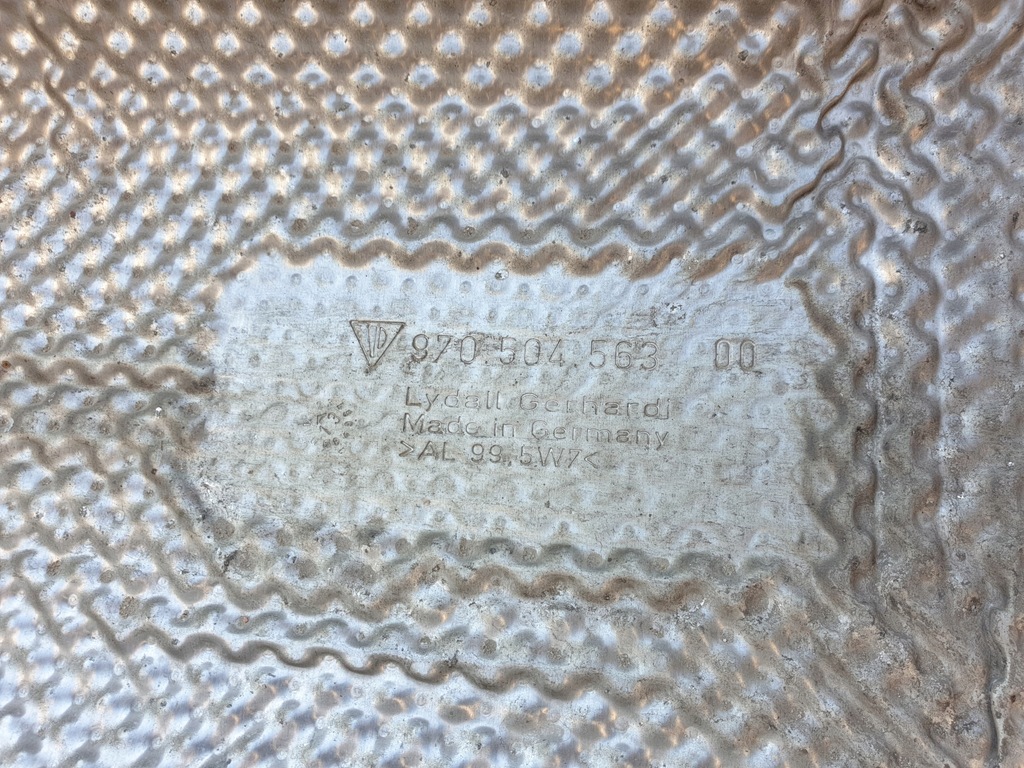 970.504.563 00
Lydall Gerhardi
Made in Germany
>AL 99,5W7<